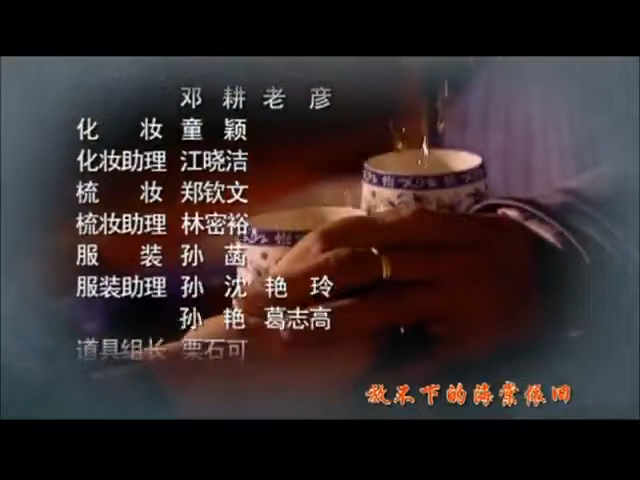 邓 耕 老 彦
化 妆 童 颖
化妆助理 江晓洁
梳 妆 郑钦文
梳妆助理 林密裕
服 装 孙 菡
服装助理 孙 沈 艳 玲
孙 艳 葛志高
道具组长 栗石可
放不下的海棠依旧